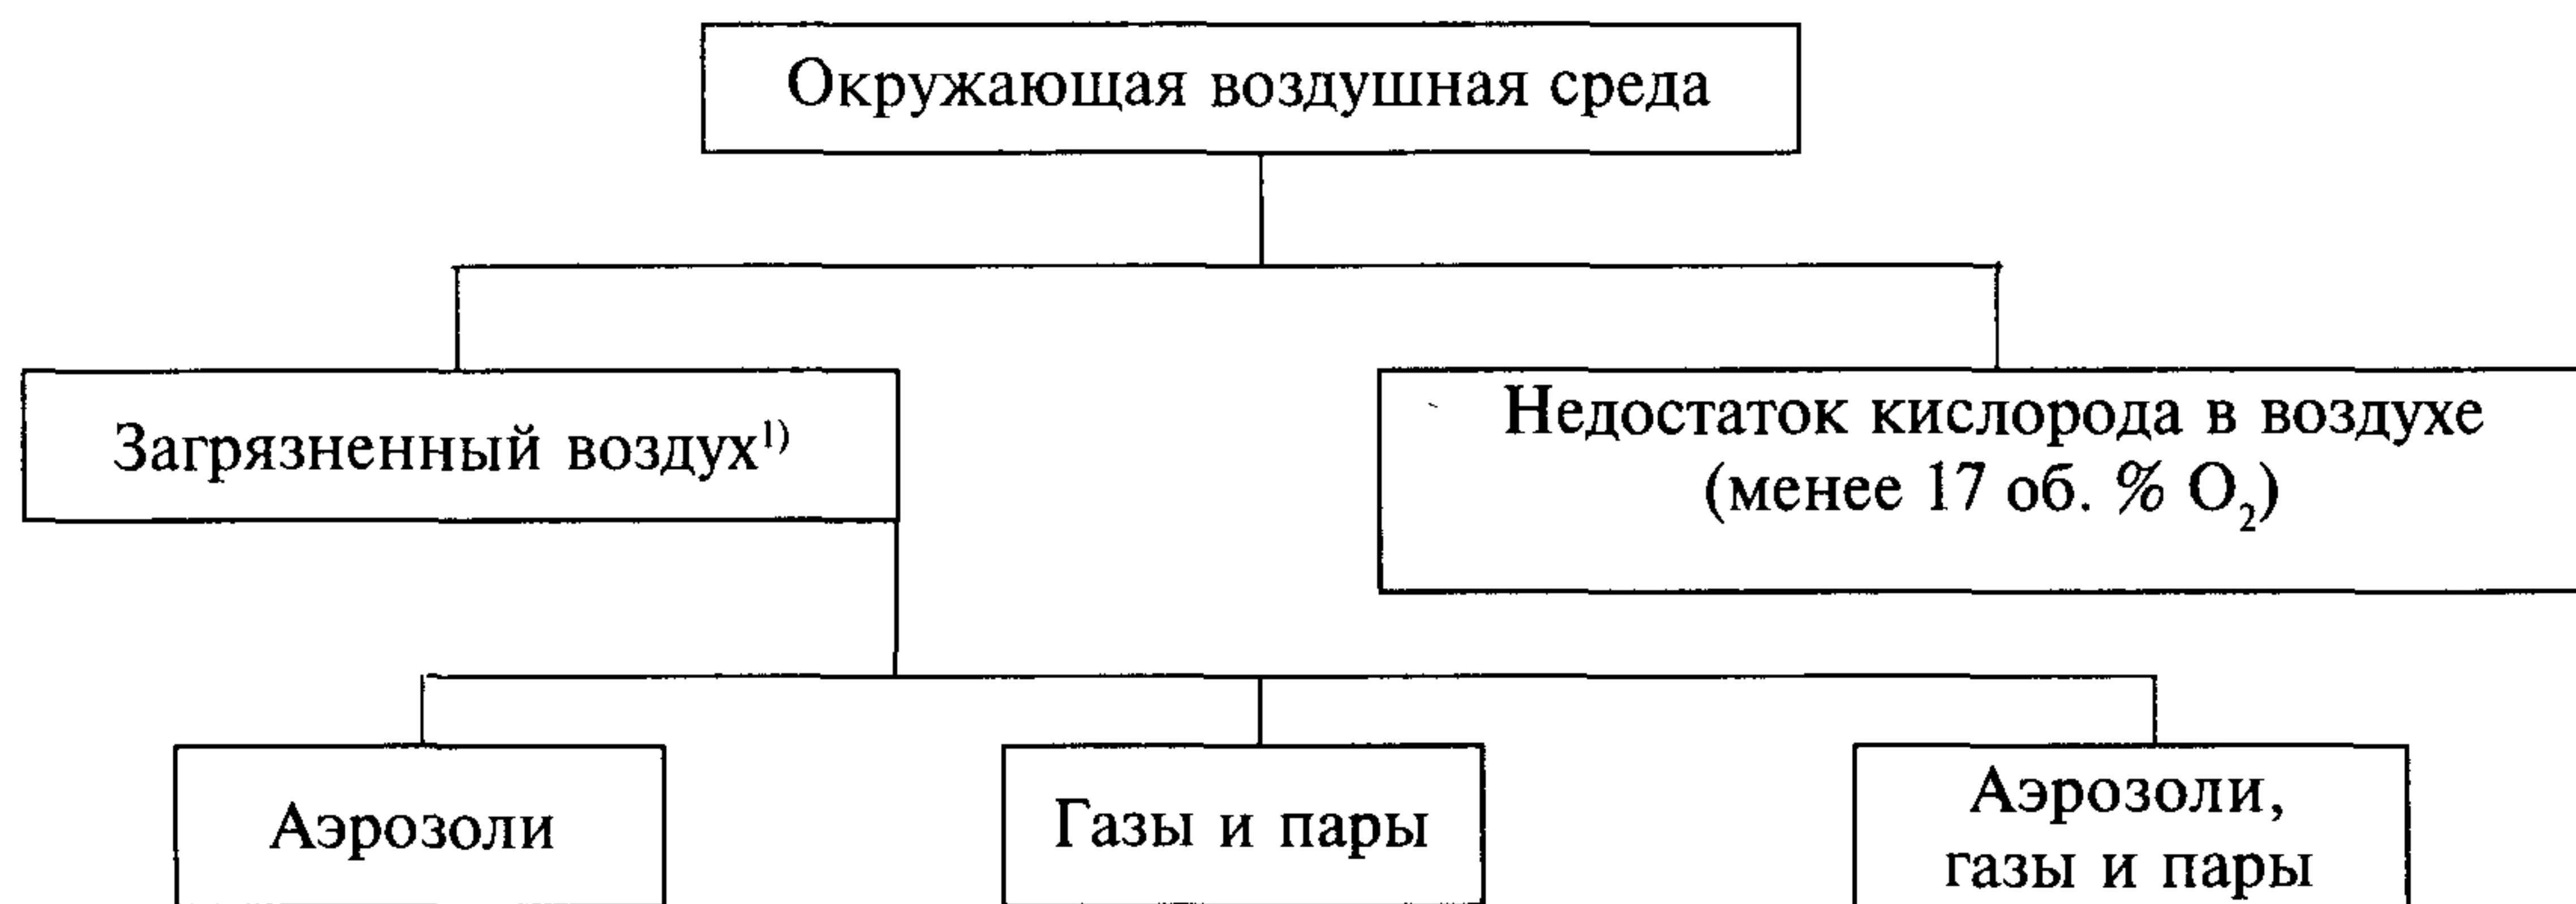 Окружающая воздушная среда
Загрязненный воздух¹⁾
Недостаток кислорода в воздухе
(менее 17 об. % O₂)
Аэрозоли
Газы и пары
Аэрозоли,
газы и пары